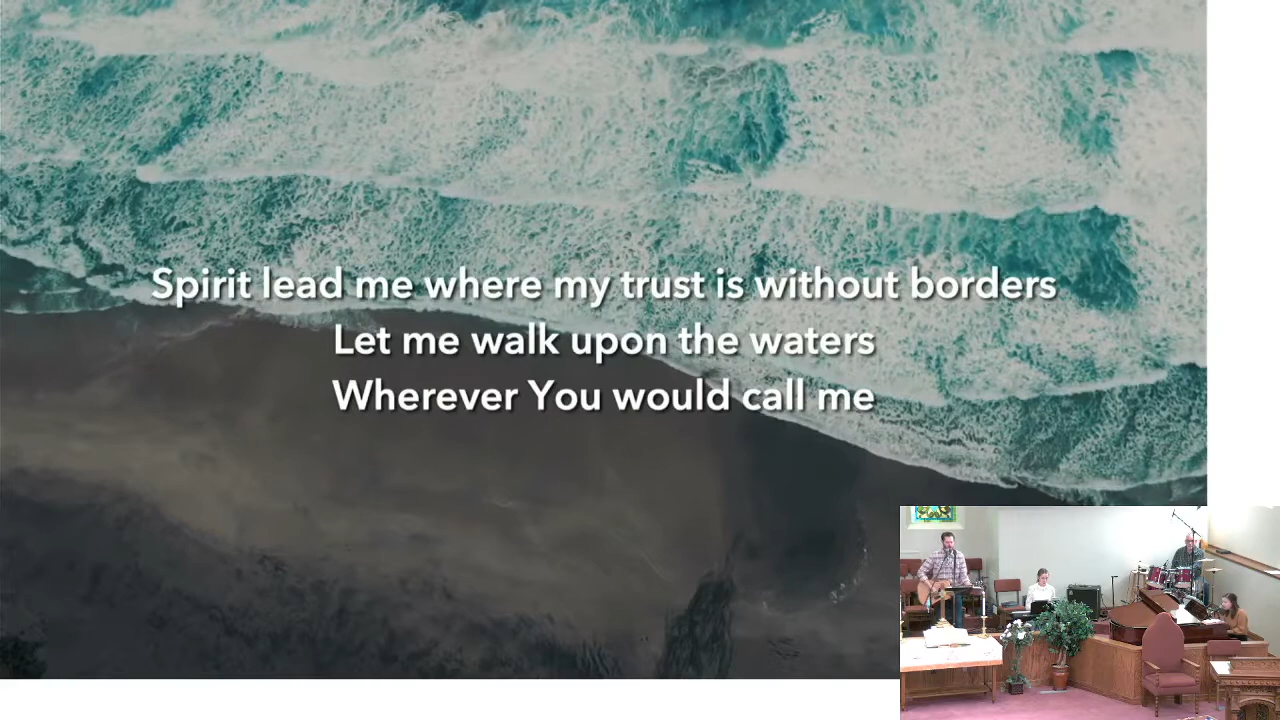 Spirit lead me where my trust is without borders
Let me walk upon the waters
Wherever You would call me